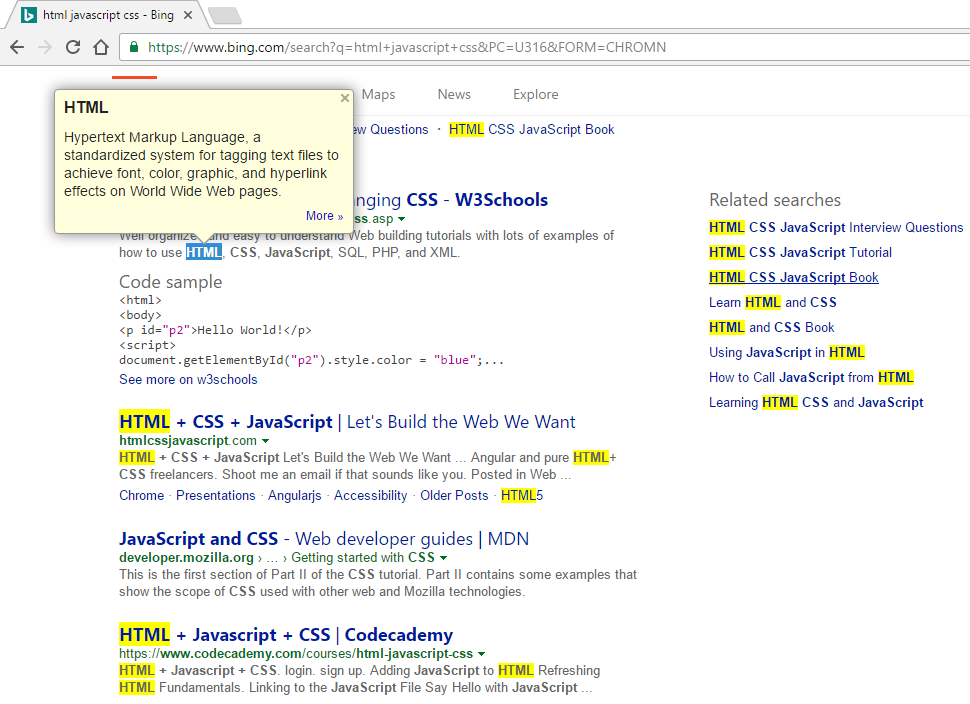 html javascript css - Bing
https://www.bing.com/search?q=html+javascript+css&PC=U316&FORM=CHROMN
Maps News Explore
HTML
Hypertext Markup Language, a
standardized system for tagging text files to
achieve font, color, graphic, and hyperlink
effects on World Wide Web pages.
More »
Questions · HTML CSS JavaScript Book
CSS - W3Schools
.asp
Well organized and easy to understand Web building tutorials with lots of examples of
how to use HTML, CSS, JavaScript, SQL, PHP, and XML.
Code sample
<html>
<body>
<p id="p2">Hello World!</p>
<script>
document.getElementById("p2").style.color = "blue";...
See more on w3schools
HTML + CSS + JavaScript | Let's Build the Web We Want
htmlcssjavascript.com
HTML + CSS + JavaScript Let's Build the Web We Want ... Angular and pure HTML+
CSS freelancers. Shoot me an email if that sounds like you. Posted in Web ...
Chrome · Presentations · Angularjs · Accessibility · Older Posts · HTML5
JavaScript and CSS - Web developer guides | MDN
developer.mozilla.org › ... › Getting started with CSS
This is the first section of Part II of the CSS tutorial. Part II contains some examples that
show the scope of CSS used with other web and Mozilla technologies.
HTML + Javascript + CSS | Codecademy
https://www.codecademy.com/courses/html-javascript-css
HTML + Javascript + CSS. login. sign up. Adding JavaScript to HTML Refreshing
HTML Fundamentals. Linking to the JavaScript File Say Hello with JavaScript ...
Related searches
HTML CSS JavaScript Interview Questions
HTML CSS JavaScript Tutorial
HTML CSS JavaScript Book
Learn HTML and CSS
HTML and CSS Book
Using JavaScript in HTML
How to Call JavaScript from HTML
Learning HTML CSS and JavaScript